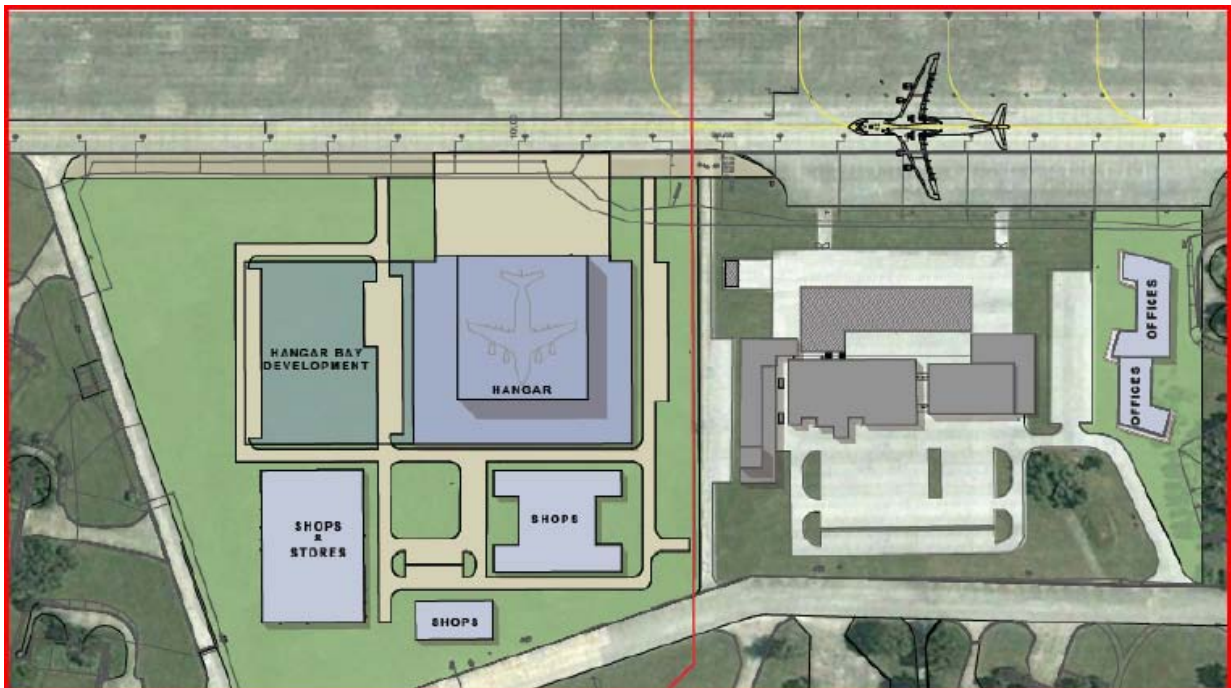 HANGAR BAY
DEVELOPMENT
HANGAR
SHOPS
&
STORES
SHOPS
SHOPS
OFFICES
OFFICES